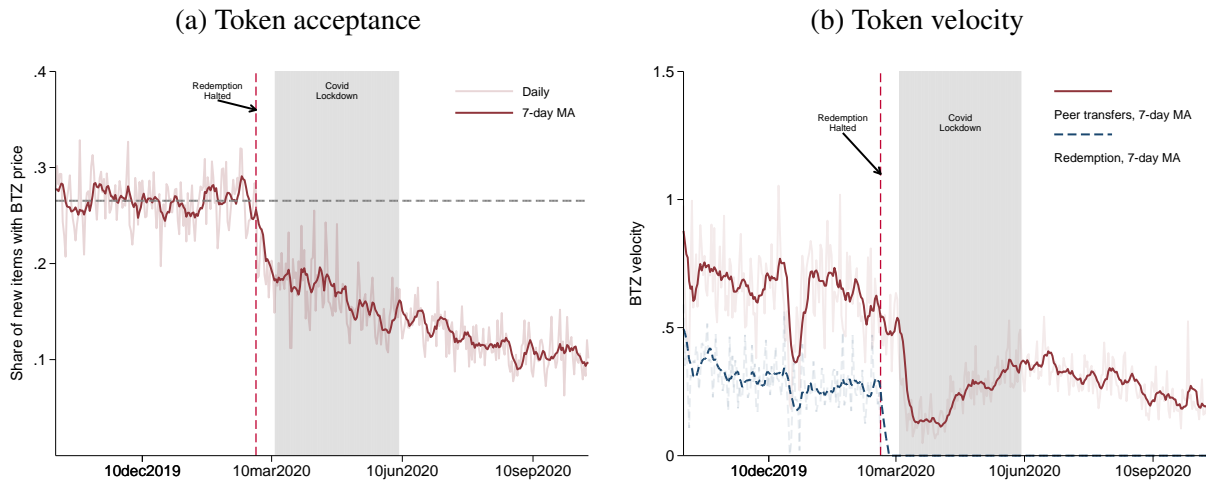 (a) Token acceptance
.4
.3
.2
.1
Share of new items with BTZ price
Redemption
Halted
Covid
Lockdown
Daily
7-day MA
10dec2019
10mar2020
10jun2020
10sep2020
(b) Token velocity
1.5
1
.5
0
BTZ velocity
Redemption
Halted
Covid
Lockdown
Peer transfers, 7-day MA
Redemption, 7-day MA
10dec2019
10mar2020
10jun2020
10sep2020